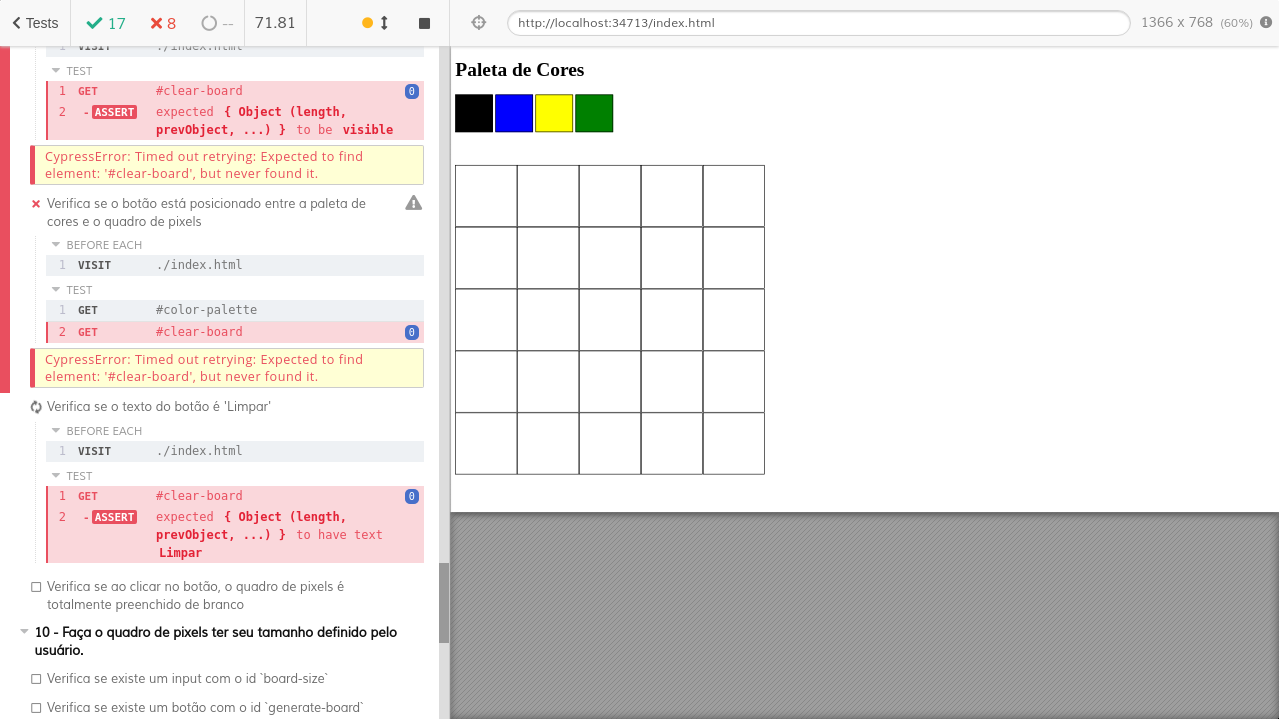 Tests 17 8 -- 71.81 http://localhost:34713/index.html 1366 x 768 (60%)
1 VISIT ./index.html
TEST
1 GET #clear-board 0
2 -ASSERT expected { Object (length,
prevObject, ...) } to be visible
CypressError: Timed out retrying: Expected to find
element: '#clear-board', but never found it.
Verifica se o botão está posicionado entre a paleta de
cores e o quadro de pixels
BEFORE EACH
1 VISIT ./index.html
TEST
1 GET #color-palette
2 GET #clear-board 0
CypressError: Timed out retrying: Expected to find
element: '#clear-board', but never found it.
Verifica se o texto do botão é 'Limpar'
BEFORE EACH
1 VISIT ./index.html
TEST
1 GET #clear-board 0
2 -ASSERT expected { Object (length,
prevObject, ...) } to have text
Limpar
Verifica se ao clicar no botão, o quadro de pixels é
totalmente preenchido de branco
10 - Faça o quadro de pixels ter seu tamanho definido pelo
usuário.
Verifica se existe um input com o id `board-size`
Verifica se existe um botão com o id `generate-board`
Paleta de Cores